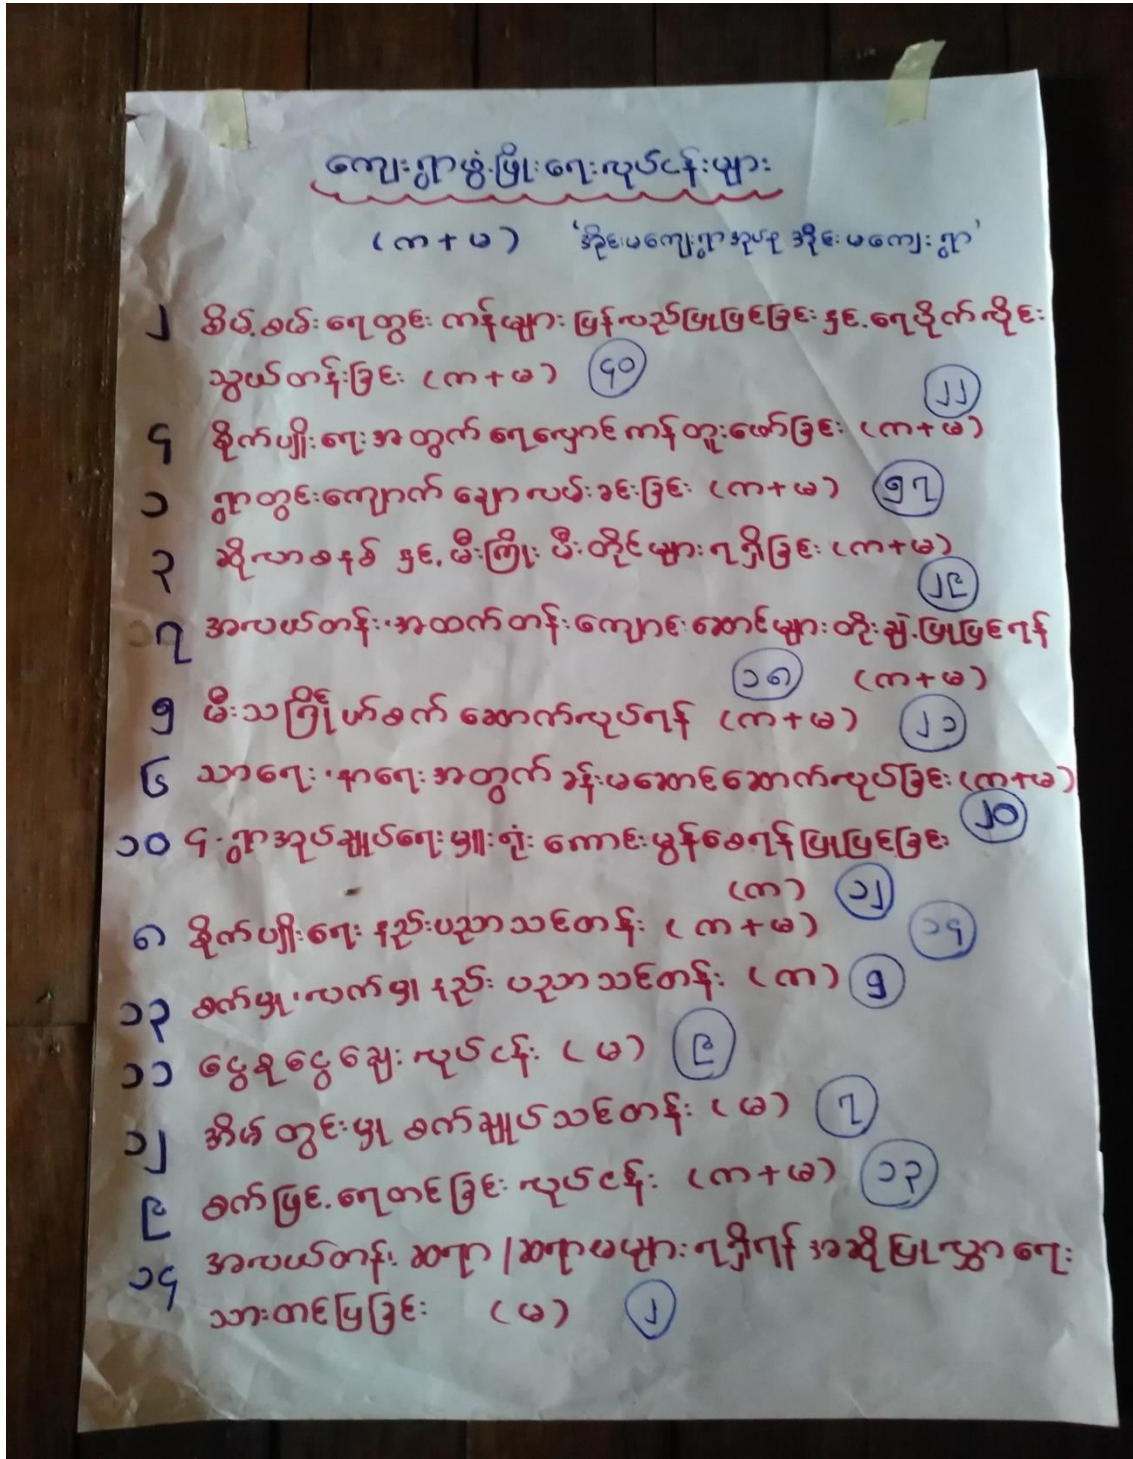 ကျေးရွာဖွံ့ဖြိုးရေးလုပ်ငန်းများ
(ကာ + မ) 'အိုင်းမကျေးရွာအုပ်စု အိုင်းမကျေးရွာ'
၂ အိမ့်စမ်းရေတွင်း ကန်များ ပြန်လည်ပြုပြင်ခြင်း နှင့် ရေပိုက်လိုင်း
သွယ်တန်းခြင်း (ကာ + မ) ၄၀
၄ စိုက်ပျိုးရေးအတွက် ရေလှောင်ကန်တူးဖော်ခြင်း (ကာ+မ) ၂၂
၁ ရွာတွင်းကျောက်ချောလမ်းခင်းခြင်း (ကာ+မ) ၅၇
၃ ဆိုလာစနစ် နှင့် မီးကြိုး မီးတိုင်များ ရရှိခြင်း (ကာ+မ)
၂၉
၇ အလယ်တန်း၊ အထက်တန်းကျောင်းဆောင်များ တိုးချဲ့ပြုပြင်ရန်
၁၈ (ကာ+မ)
၅ မီးသင်္ဂြိုဟ်စက် ဆောက်လုပ်ရန် (ကာ+မ) ၂၁
၆ သာရေး၊ နာရေးအတွက် ခန်းမဆောင်ဆောက်လုပ်ခြင်း (ကာ+မ)
၂၀
၁၀ ရွာအုပ်ချုပ်ရေးမှူးရုံး ကောင်းမွန်စေရန် ပြုပြင်ခြင်း
(ကာ) ၁၂
၈ စိုက်ပျိုးရေး နည်းပညာသင်တန်း (ကာ+မ) ၁၄
၁၃ စက်မှု၊ လက်မှု နည်းပညာသင်တန်း (ကာ) ၅
၁၁ ငွေစုငွေချေးလုပ်ငန်း (မ) ၉
၁၂ အိမ်တွင်းမှု စက်ချုပ်သင်တန်း (မ) ၇
၉ စက်ဖြင့်ရေတင်ခြင်းလုပ်ငန်း (ကာ+မ) ၁၃
၁၄ အလယ်တန်း ဆရာ/ဆရာမများ ရရှိရန် အဆိုပြုလွှာရေး
သားတင်ပြခြင်း (မ) ၂